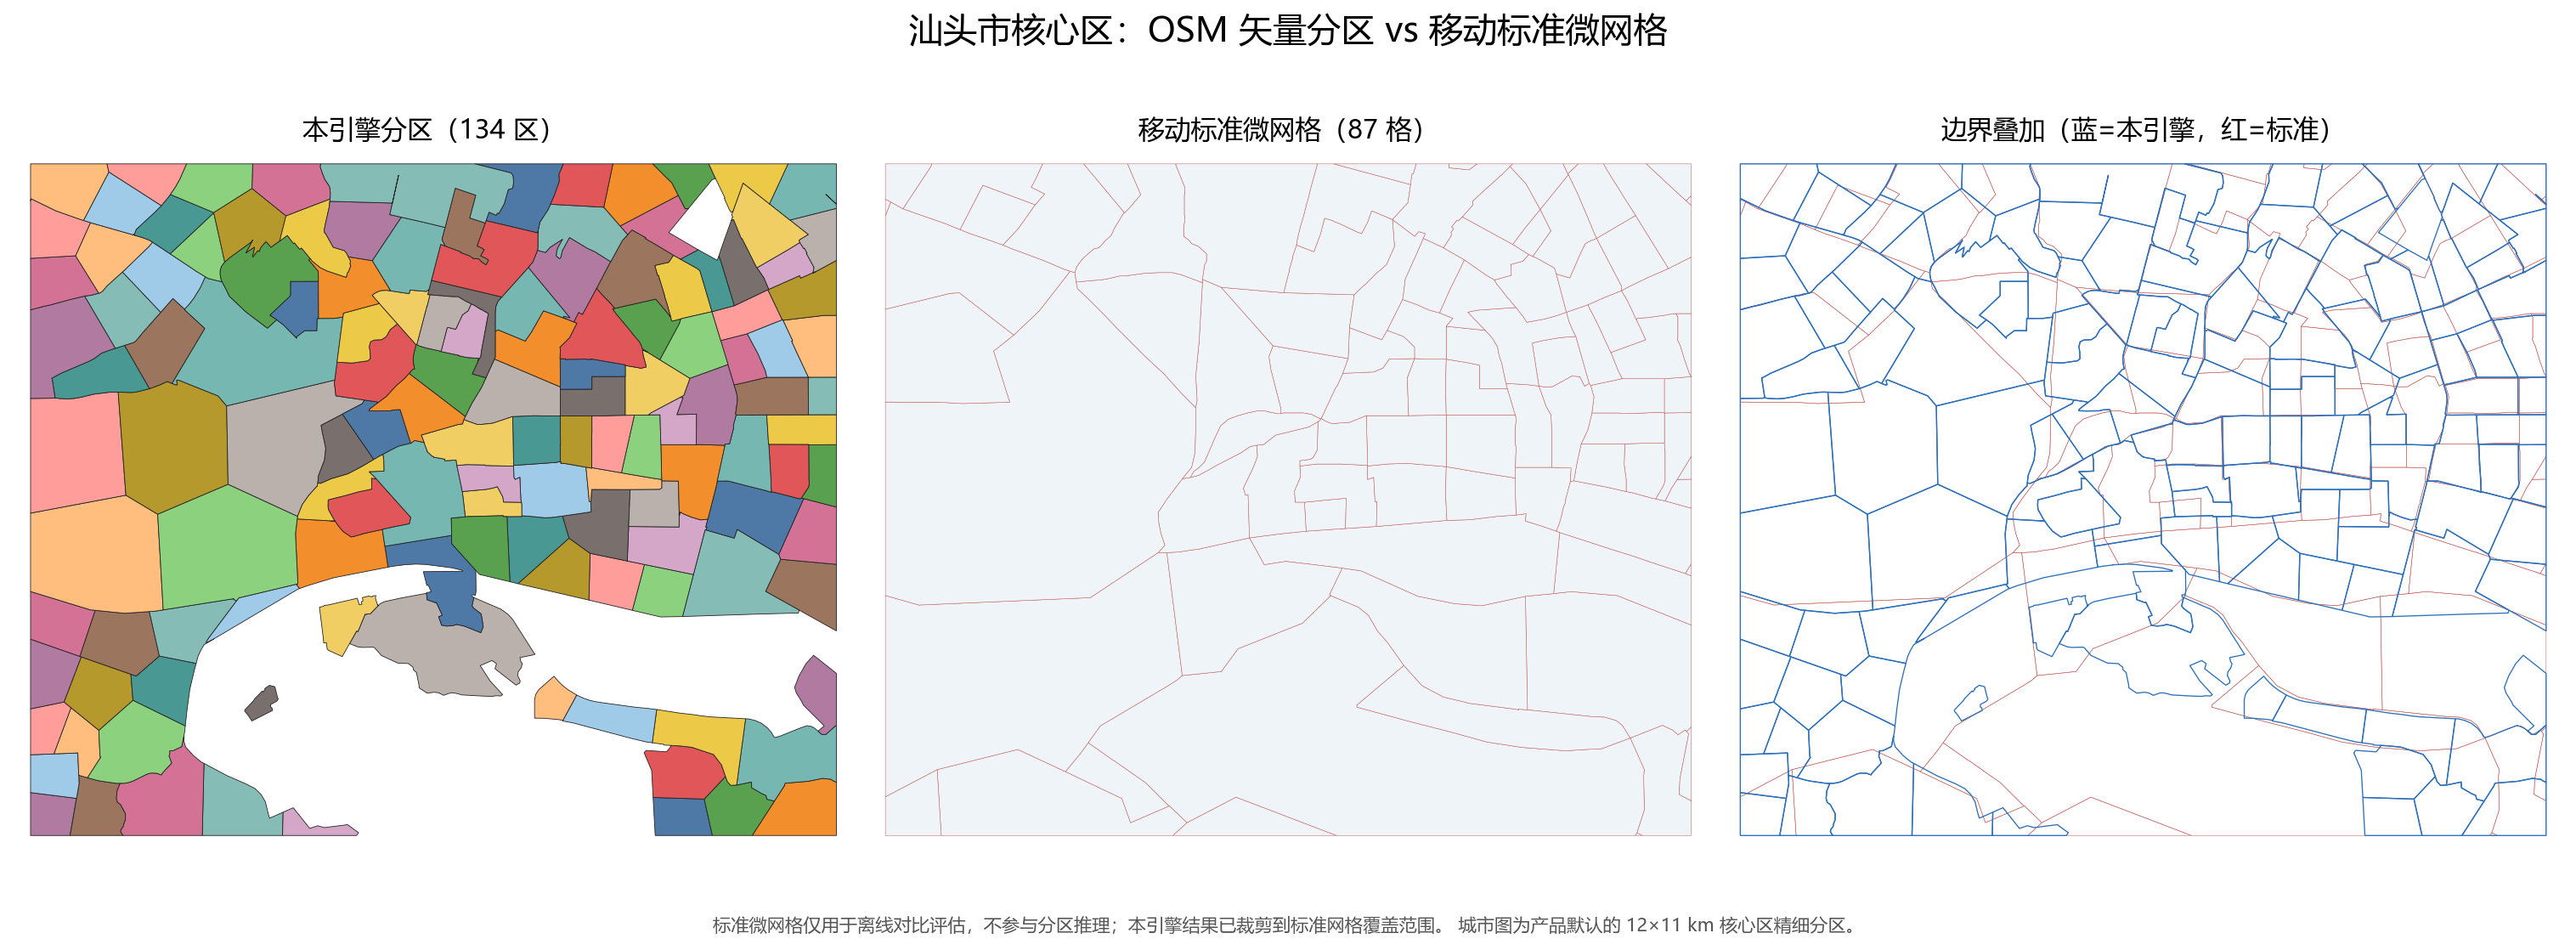 汕头市核心区：OSM 矢量分区 vs 移动标准微网格
本引擎分区（134 区）
移动标准微网格（87 格）
边界叠加（蓝=本引擎，红=标准）
标准微网格仅用于离线对比评估，不参与分区推理；本引擎结果已裁剪到标准网格覆盖范围。 城市图为产品默认的 12×11 km 核心区精细分区。